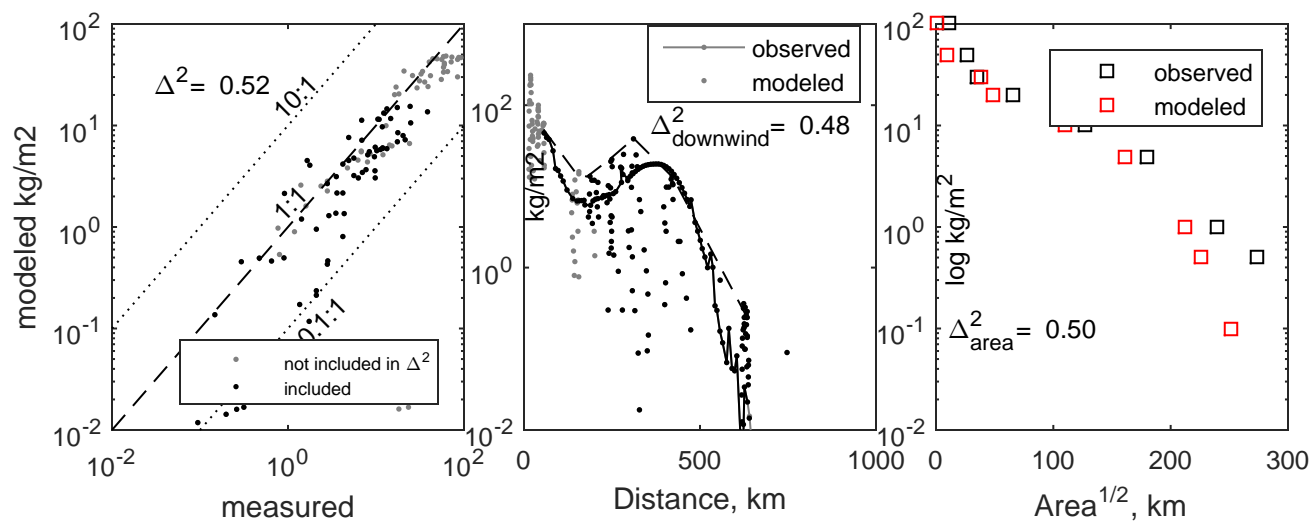 modeled kg/m2
10^2
10^1
10^0
10^-1
10^-2
Δ^2= 0.52
10:1
1:1
0.1:1
not included in Δ^2
included
10^-2
10^0
10^2
measured
kg/m2
10^2
10^0
10^-2
observed
modeled
Δ^2_downwind= 0.48
0
500
1000
Distance, km
log kg/m^2
10^2
10^1
10^0
10^-1
10^-2
observed
modeled
Δ^2_area= 0.50
0
100
200
300
Area^1/2, km